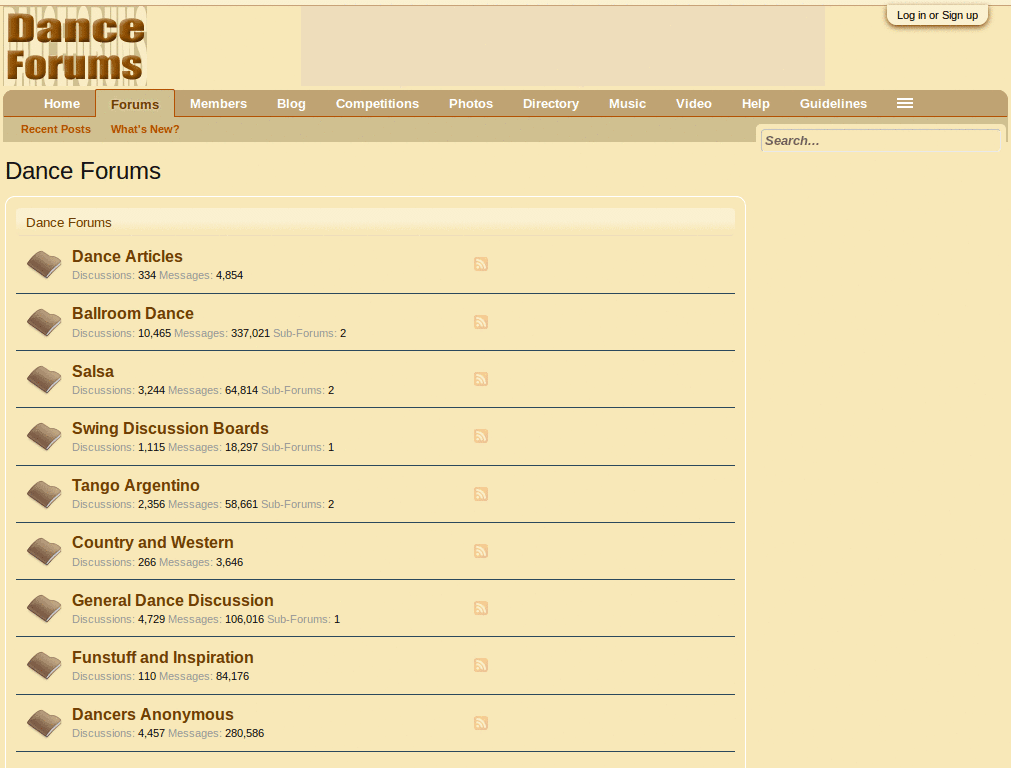 Dance
Forums
Log in or Sign up
Home Forums Members Blog Competitions Photos Directory Music Video Help Guidelines
Recent Posts What's New?
Search...
Dance Forums
Dance Forums
Dance Articles
Discussions: 334 Messages: 4,854
Ballroom Dance
Discussions: 10,465 Messages: 337,021 Sub-Forums: 2
Salsa
Discussions: 3,244 Messages: 64,814 Sub-Forums: 2
Swing Discussion Boards
Discussions: 1,115 Messages: 18,297 Sub-Forums: 1
Tango Argentino
Discussions: 2,356 Messages: 58,661 Sub-Forums: 2
Country and Western
Discussions: 266 Messages: 3,646
General Dance Discussion
Discussions: 4,729 Messages: 106,016 Sub-Forums: 1
Funstuff and Inspiration
Discussions: 110 Messages: 84,176
Dancers Anonymous
Discussions: 4,457 Messages: 280,586